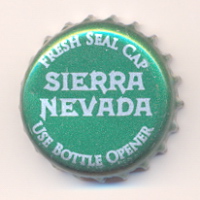 FRESH SEAL CAP
SIERRA
NEVADA
USE BOTTLE OPENER